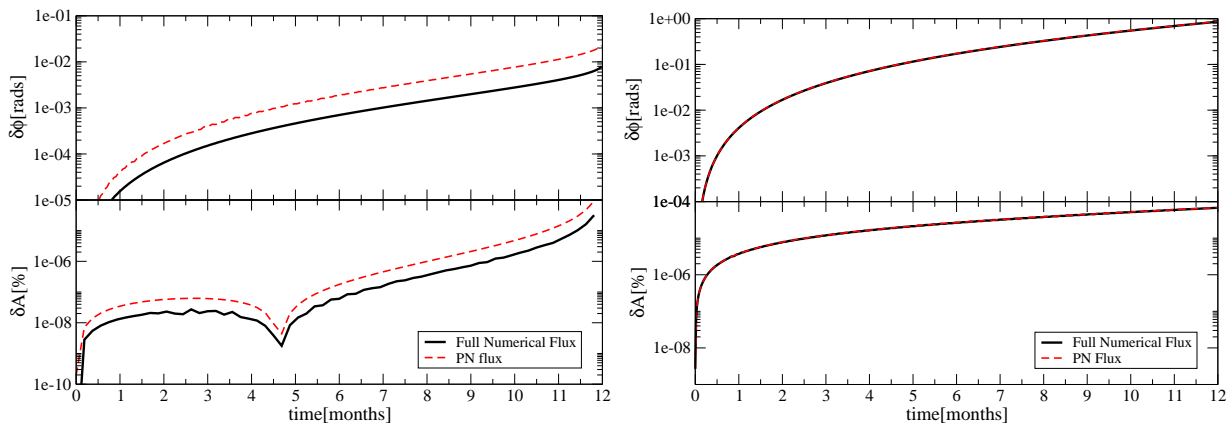 1e-01
1e-02
1e-03
1e-04
1e-05
δϕ[rads]
1e-06
1e-08
1e-10
δA[%]
0 1 2 3 4 5 6 7 8 9 10 11 12
time[months]
Full Numerical Flux
PN flux
1e+00
1e-01
1e-02
1e-03
1e-04
δϕ[rads]
1e-04
1e-06
1e-08
δA[%]
0 1 2 3 4 5 6 7 8 9 10 11 12
time[months]
Full Numerical Flux
PN Flux